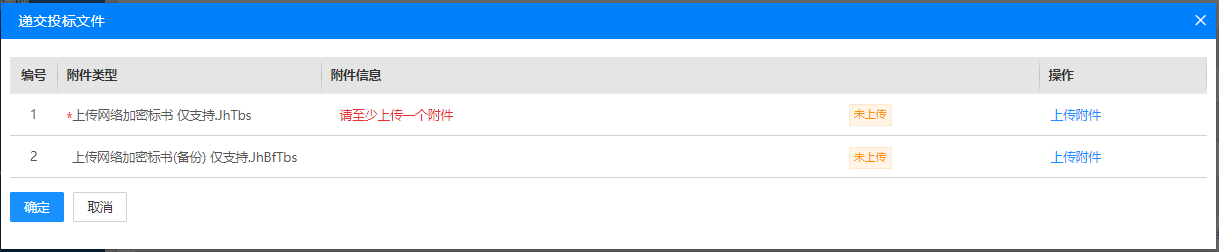 递交投标文件
编号 附件类型 附件信息 操作
1 *上传网络加密标书 仅支持.JhTbs 请至少上传一个附件 未上传 上传附件
2 上传网络加密标书(备份) 仅支持.JhBfTbs 未上传 上传附件
确定 取消